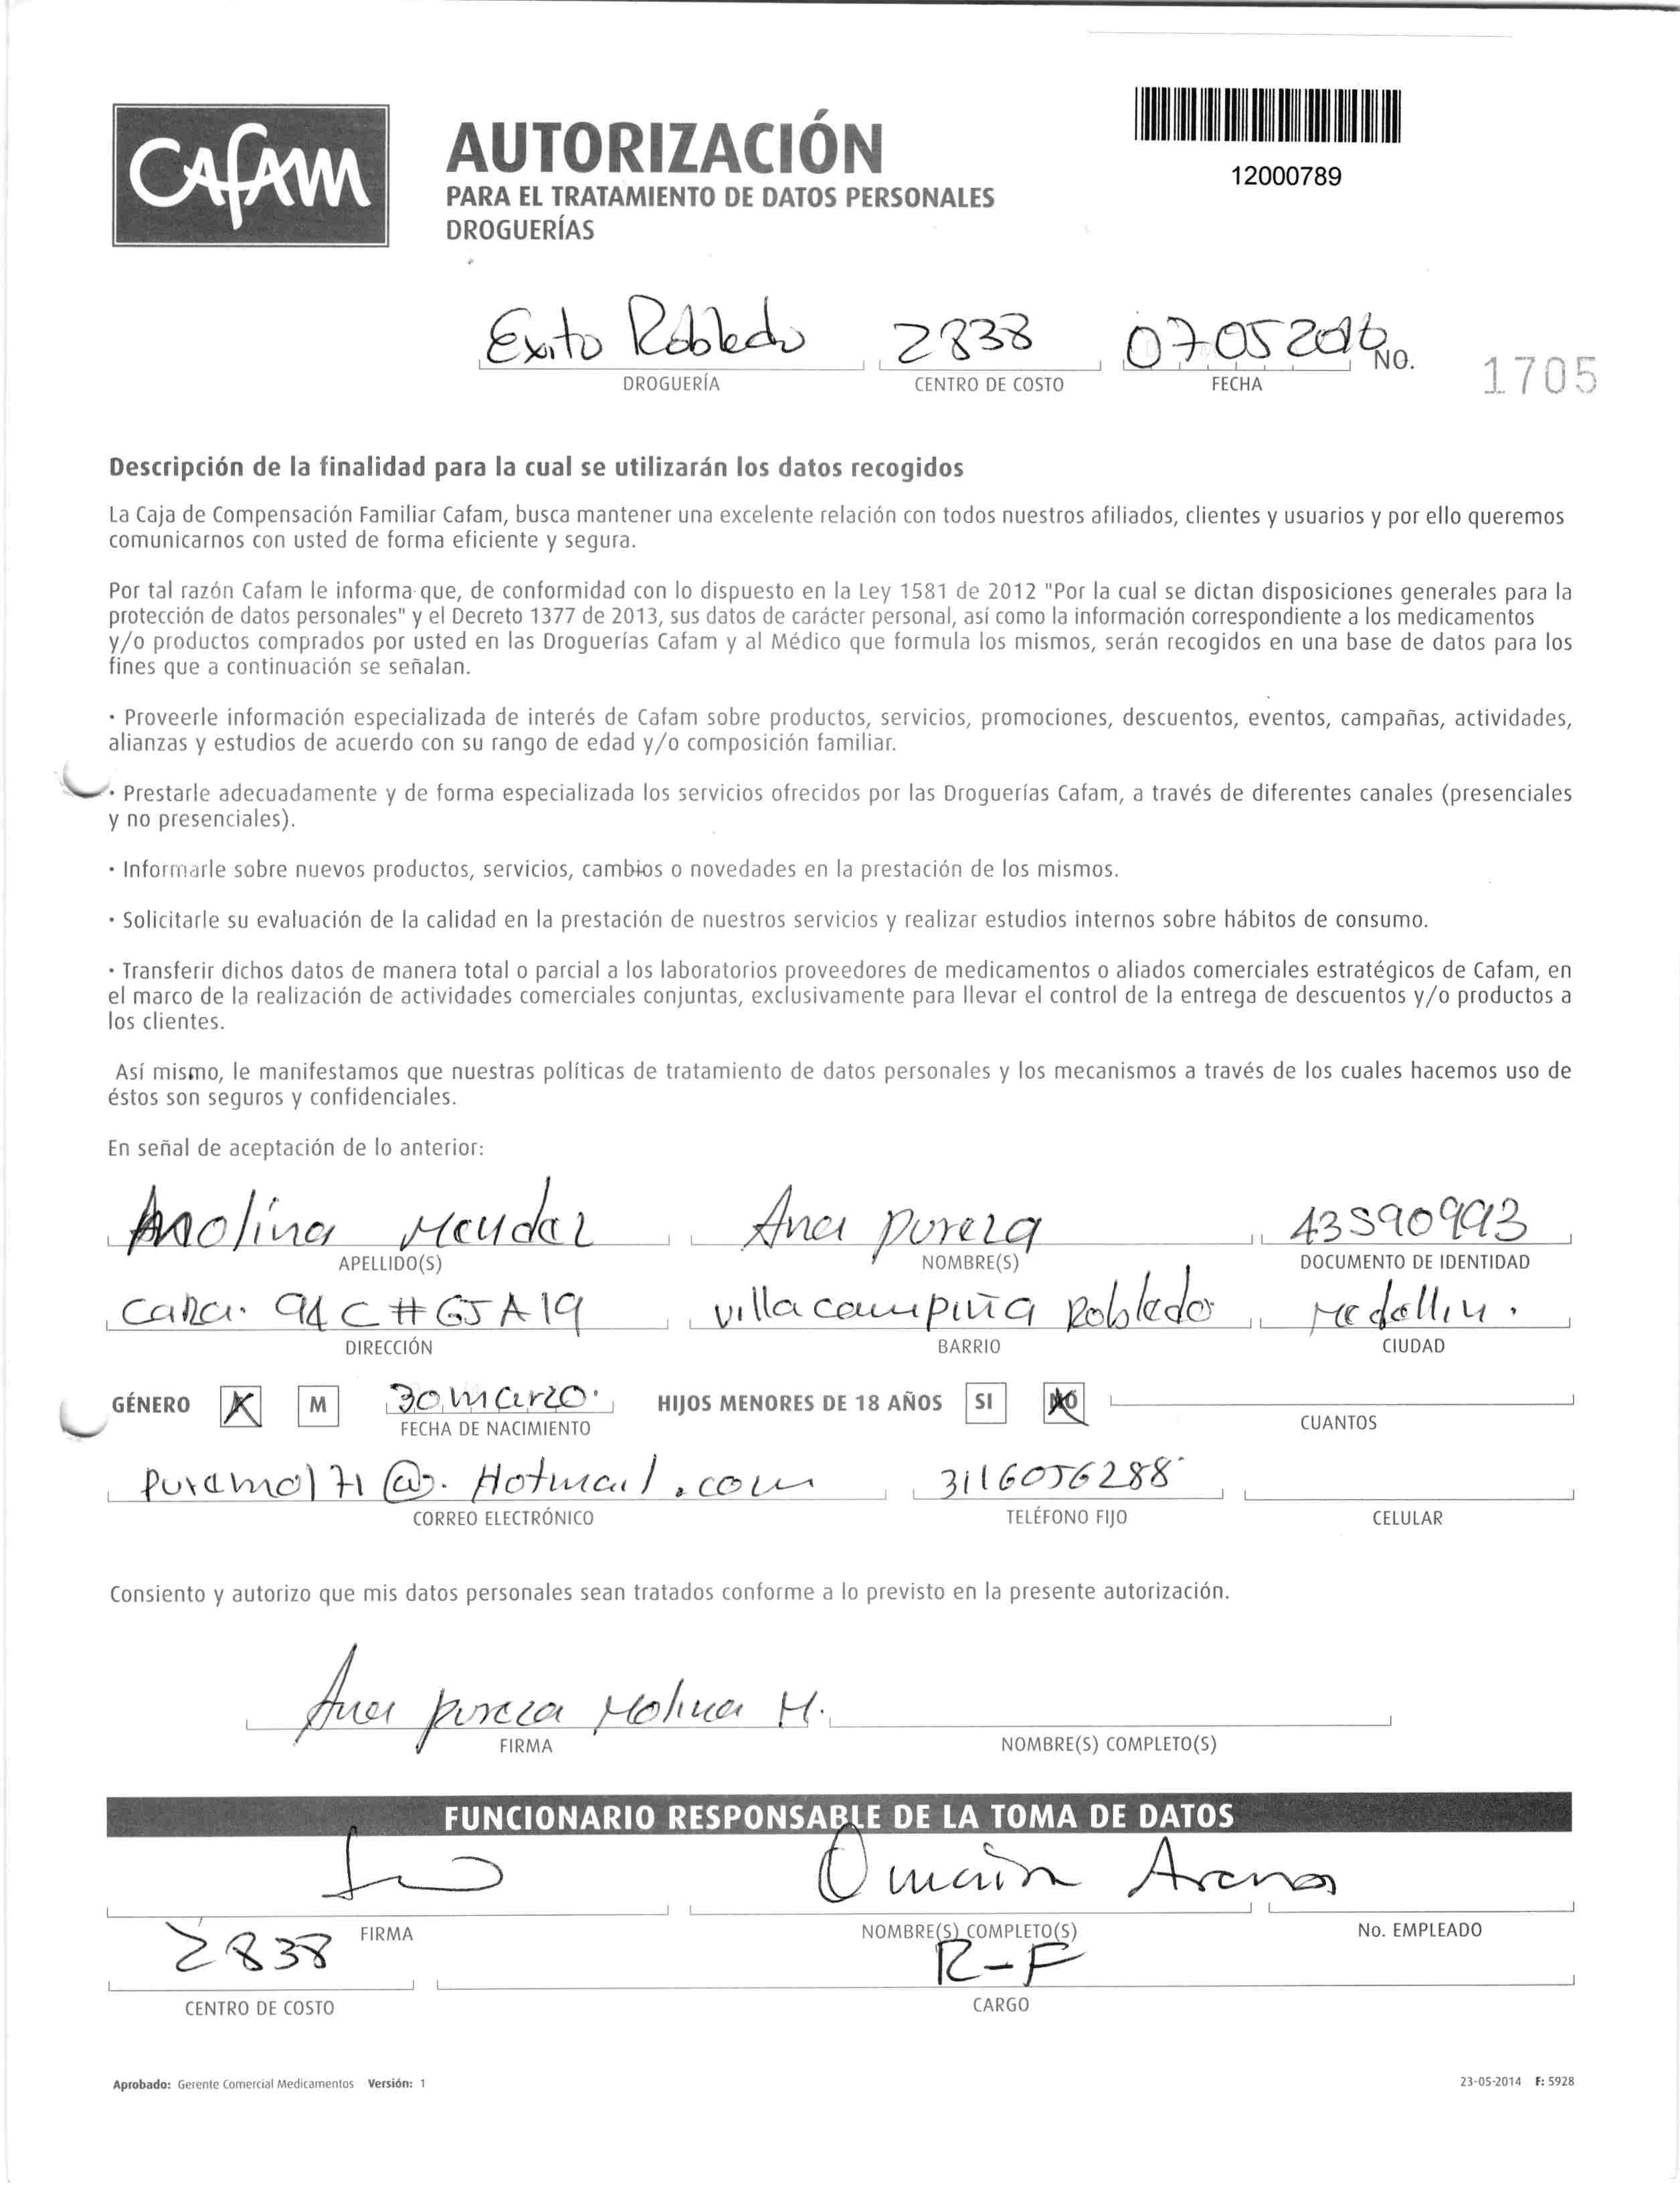 CAFAM
AUTORIZACIÓN
PARA EL TRATAMIENTO DE DATOS PERSONALES
DROGUERÍAS
12000789
Exito Robledo 2838 07052016 NO. 1705
DROGUERÍA CENTRO DE COSTO FECHA
Descripción de la finalidad para la cual se utilizarán los datos recogidos
La Caja de Compensación Familiar Cafam, busca mantener una excelente relación con todos nuestros afiliados, clientes y usuarios y por ello queremos
comunicarnos con usted de forma eficiente y segura.
Por tal razón Cafam le informa que, de conformidad con lo dispuesto en la Ley 1581 de 2012 "Por la cual se dictan disposiciones generales para la
protección de datos personales" y el Decreto 1377 de 2013, sus datos de carácter personal, así como la información correspondiente a los medicamentos
y/o productos comprados por usted en las Droguerías Cafam y al Médico que formula los mismos, serán recogidos en una base de datos para los
fines que a continuación se señalan.
· Proveerle información especializada de interés de Cafam sobre productos, servicios, promociones, descuentos, eventos, campañas, actividades,
alianzas y estudios de acuerdo con su rango de edad y/o composición familiar.
· Prestarle adecuadamente y de forma especializada los servicios ofrecidos por las Droguerías Cafam, a través de diferentes canales (presenciales
y no presenciales).
· Informarle sobre nuevos productos, servicios, cambios o novedades en la prestación de los mismos.
· Solicitarle su evaluación de la calidad en la prestación de nuestros servicios y realizar estudios internos sobre hábitos de consumo.
· Transferir dichos datos de manera total o parcial a los laboratorios proveedores de medicamentos o aliados comerciales estratégicos de Cafam, en
el marco de la realización de actividades comerciales conjuntas, exclusivamente para llevar el control de la entrega de descuentos y/o productos a
los clientes.
Así mismo, le manifestamos que nuestras políticas de tratamiento de datos personales y los mecanismos a través de los cuales hacemos uso de
éstos son seguros y confidenciales.
En señal de aceptación de lo anterior:
Molina Mendez Ana pureza 43590993
APELLIDO(S) NOMBRE(S) DOCUMENTO DE IDENTIDAD
94 C # 65 A 19 villa campiña Robledo Medellin.
DIRECCIÓN BARRIO CIUDAD
GÉNERO M 30 marzo. HIJOS MENORES DE 18 AÑOS SI NO
FECHA DE NACIMIENTO CUANTOS
Puramol71@. Hotmail.com 3116056288
CORREO ELECTRÓNICO TELÉFONO FIJO CELULAR
Consiento y autorizo que mis datos personales sean tratados conforme a lo previsto en la presente autorización.
Ana pureza Molina M.
FIRMA NOMBRE(S) COMPLETO(S)
FUNCIONARIO RESPONSABLE DE LA TOMA DE DATOS
Arenas
FIRMA NOMBRE(S) COMPLETO(S) No. EMPLEADO
2838 R-F
CENTRO DE COSTO CARGO
Aprobado: Gerente Comercial Medicamentos Versión: 1 23-05-2014 F: 5928